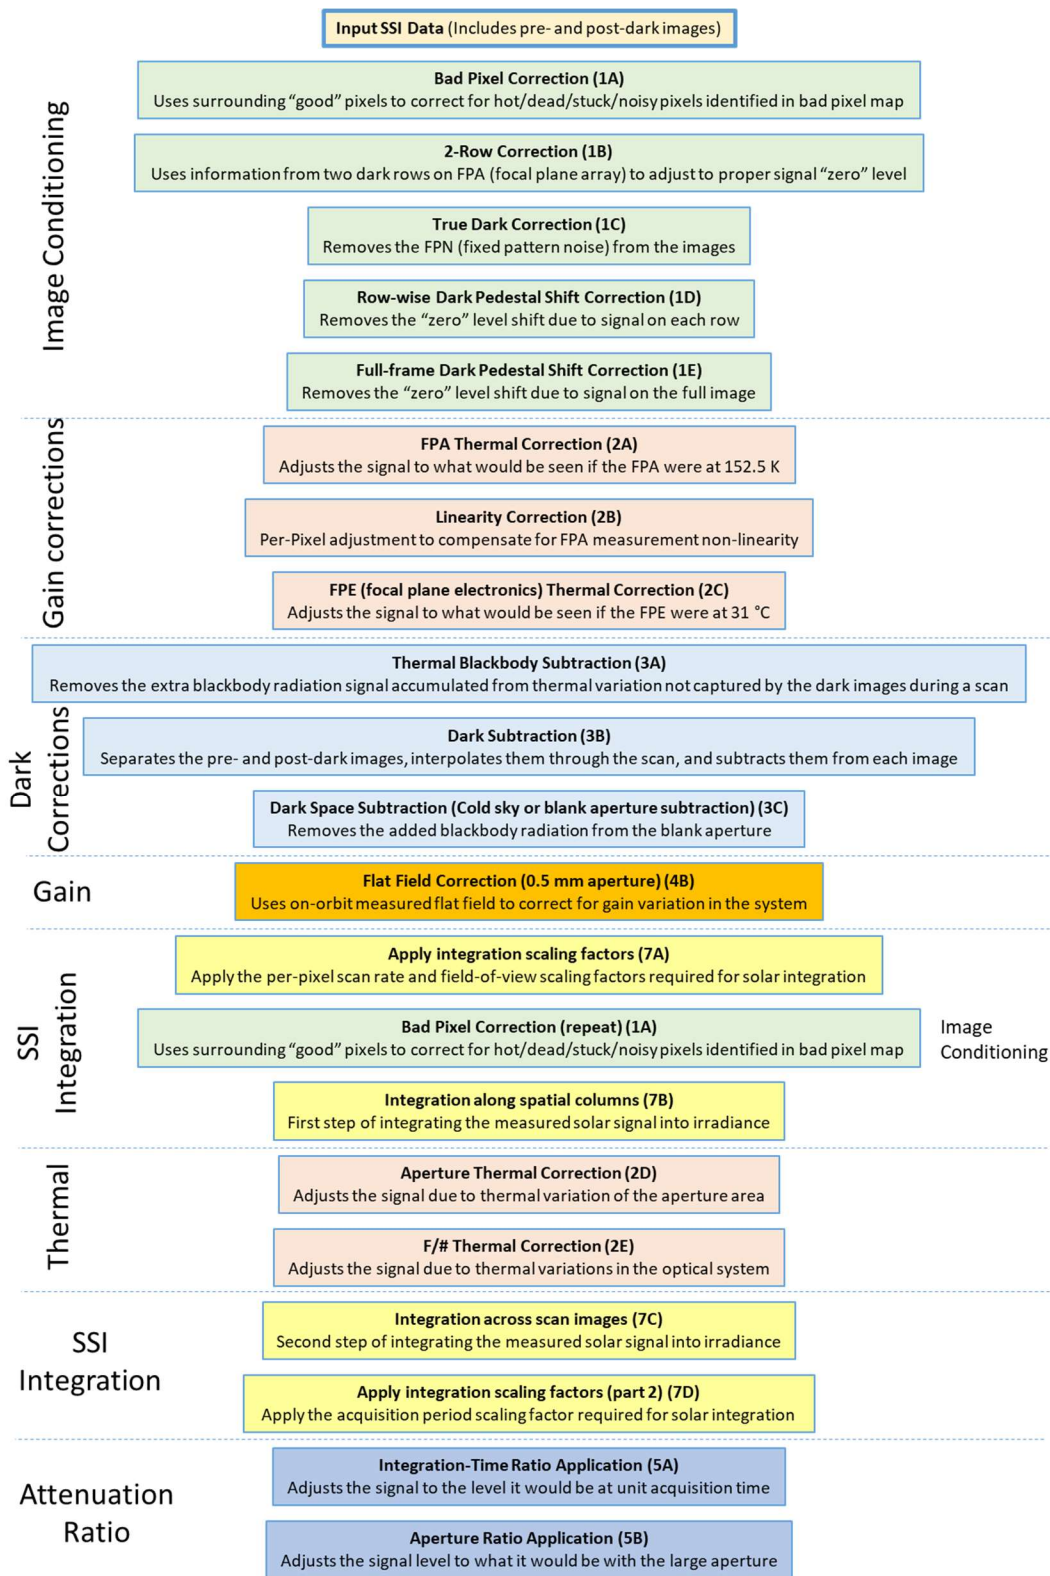 Input SSI Data (Includes pre- and post-dark images)
Image Conditioning
Bad Pixel Correction (1A)
Uses surrounding “good” pixels to correct for hot/dead/stuck/noisy pixels identified in bad pixel map
2-Row Correction (1B)
Uses information from two dark rows on FPA (focal plane array) to adjust to proper signal “zero” level
True Dark Correction (1C)
Removes the FPN (fixed pattern noise) from the images
Row-wise Dark Pedestal Shift Correction (1D)
Removes the “zero” level shift due to signal on each row
Full-frame Dark Pedestal Shift Correction (1E)
Removes the “zero” level shift due to signal on the full image
Gain corrections
FPA Thermal Correction (2A)
Adjusts the signal to what would be seen if the FPA were at 152.5 K
Linearity Correction (2B)
Per-Pixel adjustment to compensate for FPA measurement non-linearity
FPE (focal plane electronics) Thermal Correction (2C)
Adjusts the signal to what would be seen if the FPE were at 31 °C
Dark
Corrections
Thermal Blackbody Subtraction (3A)
Removes the extra blackbody radiation signal accumulated from thermal variation not captured by the dark images during a scan
Dark Subtraction (3B)
Separates the pre- and post-dark images, interpolates them through the scan, and subtracts them from each image
Dark Space Subtraction (Cold sky or blank aperture subtraction) (3C)
Removes the added blackbody radiation from the blank aperture
Gain
Flat Field Correction (0.5 mm aperture) (4B)
Uses on-orbit measured flat field to correct for gain variation in the system
SSI
Integration
Apply integration scaling factors (7A)
Apply the per-pixel scan rate and field-of-view scaling factors required for solar integration
Bad Pixel Correction (repeat) (1A)
Uses surrounding “good” pixels to correct for hot/dead/stuck/noisy pixels identified in bad pixel map
Image
Conditioning
Integration along spatial columns (7B)
First step of integrating the measured solar signal into irradiance
Thermal
Aperture Thermal Correction (2D)
Adjusts the signal due to thermal variation of the aperture area
F/# Thermal Correction (2E)
Adjusts the signal due to thermal variations in the optical system
SSI
Integration
Integration across scan images (7C)
Second step of integrating the measured solar signal into irradiance
Apply integration scaling factors (part 2) (7D)
Apply the acquisition period scaling factor required for solar integration
Attenuation
Ratio
Integration-Time Ratio Application (5A)
Adjusts the signal to the level it would be at unit acquisition time
Aperture Ratio Application (5B)
Adjusts the signal level to what it would be with the large aperture